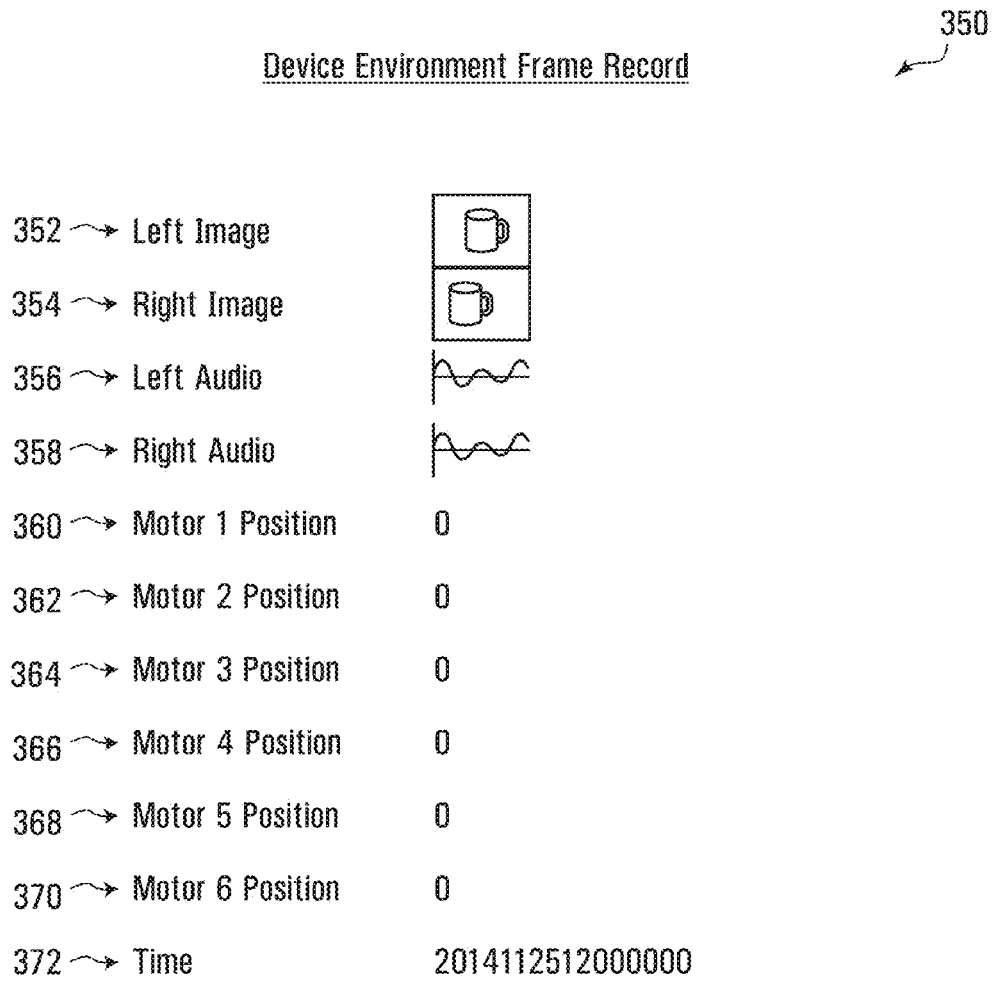 350
Device Environment Frame Record
352 Left Image
354 Right Image
356 Left Audio
358 Right Audio
360 Motor 1 Position 0
362 Motor 2 Position 0
364 Motor 3 Position 0
366 Motor 4 Position 0
368 Motor 5 Position 0
370 Motor 6 Position 0
372 Time 2014112512000000